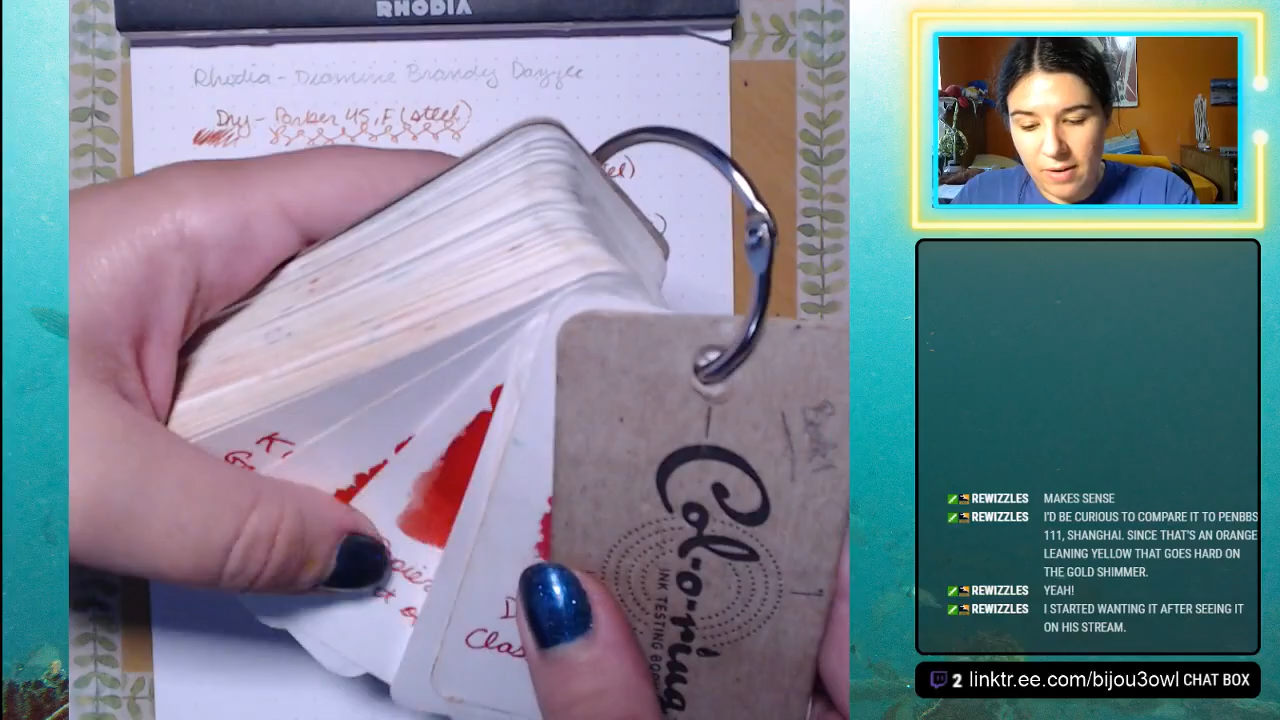 RHODIA
Rhodia - Diamine Brandy Dazzle
Dry - Parker 45, F (steel)
Col-o-ring
INK TESTING BOO
Clas
REWIZZLES MAKES SENSE
REWIZZLES I'D BE CURIOUS TO COMPARE IT TO PENBBS
111, SHANGHAI. SINCE THAT'S AN ORANGE
LEANING YELLOW THAT GOES HARD ON
THE GOLD SHIMMER.
REWIZZLES YEAH!
REWIZZLES I STARTED WANTING IT AFTER SEEING IT
ON HIS STREAM.
2 linktr.ee.com/bijou3owl CHAT BOX